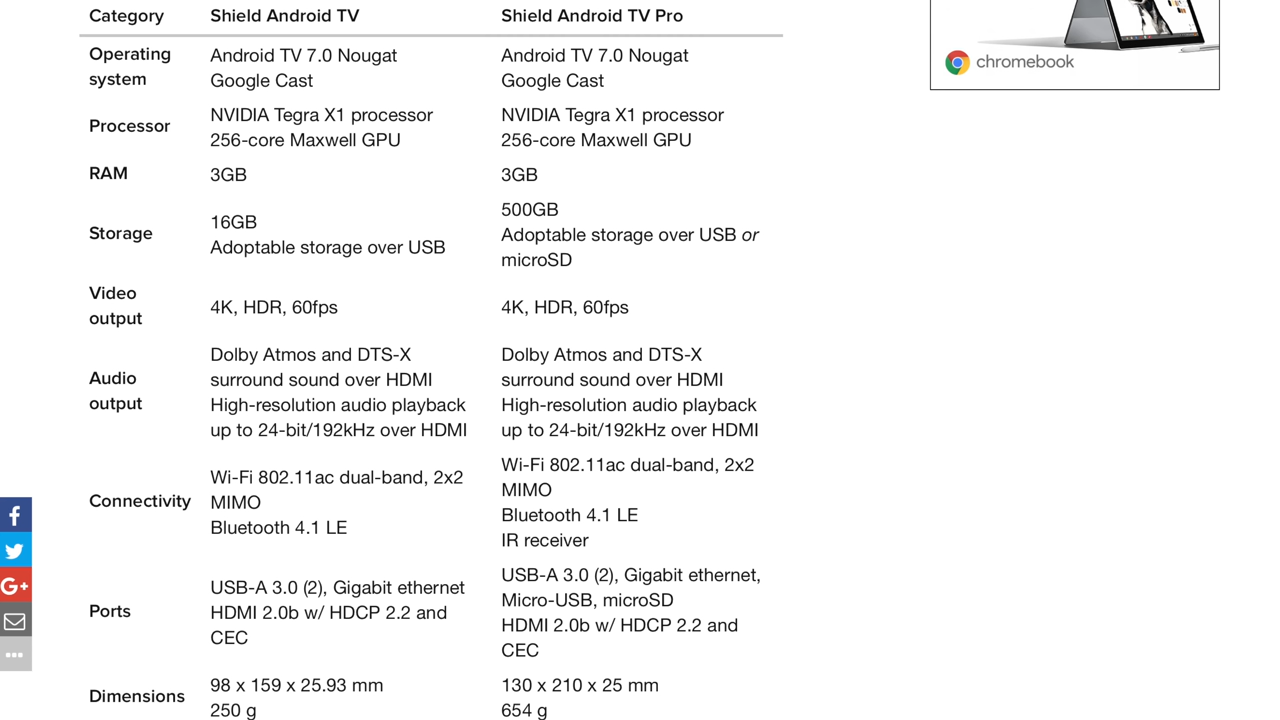 Category Shield Android TV Shield Android TV Pro
Operating system
Android TV 7.0 Nougat
Google Cast
Android TV 7.0 Nougat
Google Cast
Processor
NVIDIA Tegra X1 processor
256-core Maxwell GPU
NVIDIA Tegra X1 processor
256-core Maxwell GPU
RAM 3GB 3GB
Storage
16GB
Adoptable storage over USB
500GB
Adoptable storage over USB or
microSD
Video
output
4K, HDR, 60fps
4K, HDR, 60fps
Audio
output
Dolby Atmos and DTS-X
surround sound over HDMI
High-resolution audio playback
up to 24-bit/192kHz over HDMI
Dolby Atmos and DTS-X
surround sound over HDMI
High-resolution audio playback
up to 24-bit/192kHz over HDMI
Connectivity
Wi-Fi 802.11ac dual-band, 2x2
MIMO
Bluetooth 4.1 LE
Wi-Fi 802.11ac dual-band, 2x2
MIMO
Bluetooth 4.1 LE
IR receiver
Ports
USB-A 3.0 (2), Gigabit ethernet
HDMI 2.0b w/ HDCP 2.2 and
CEC
USB-A 3.0 (2), Gigabit ethernet,
Micro-USB, microSD
HDMI 2.0b w/ HDCP 2.2 and
CEC
Dimensions
98 x 159 x 25.93 mm
250 g
130 x 210 x 25 mm
654 g
chromebook
f
G+